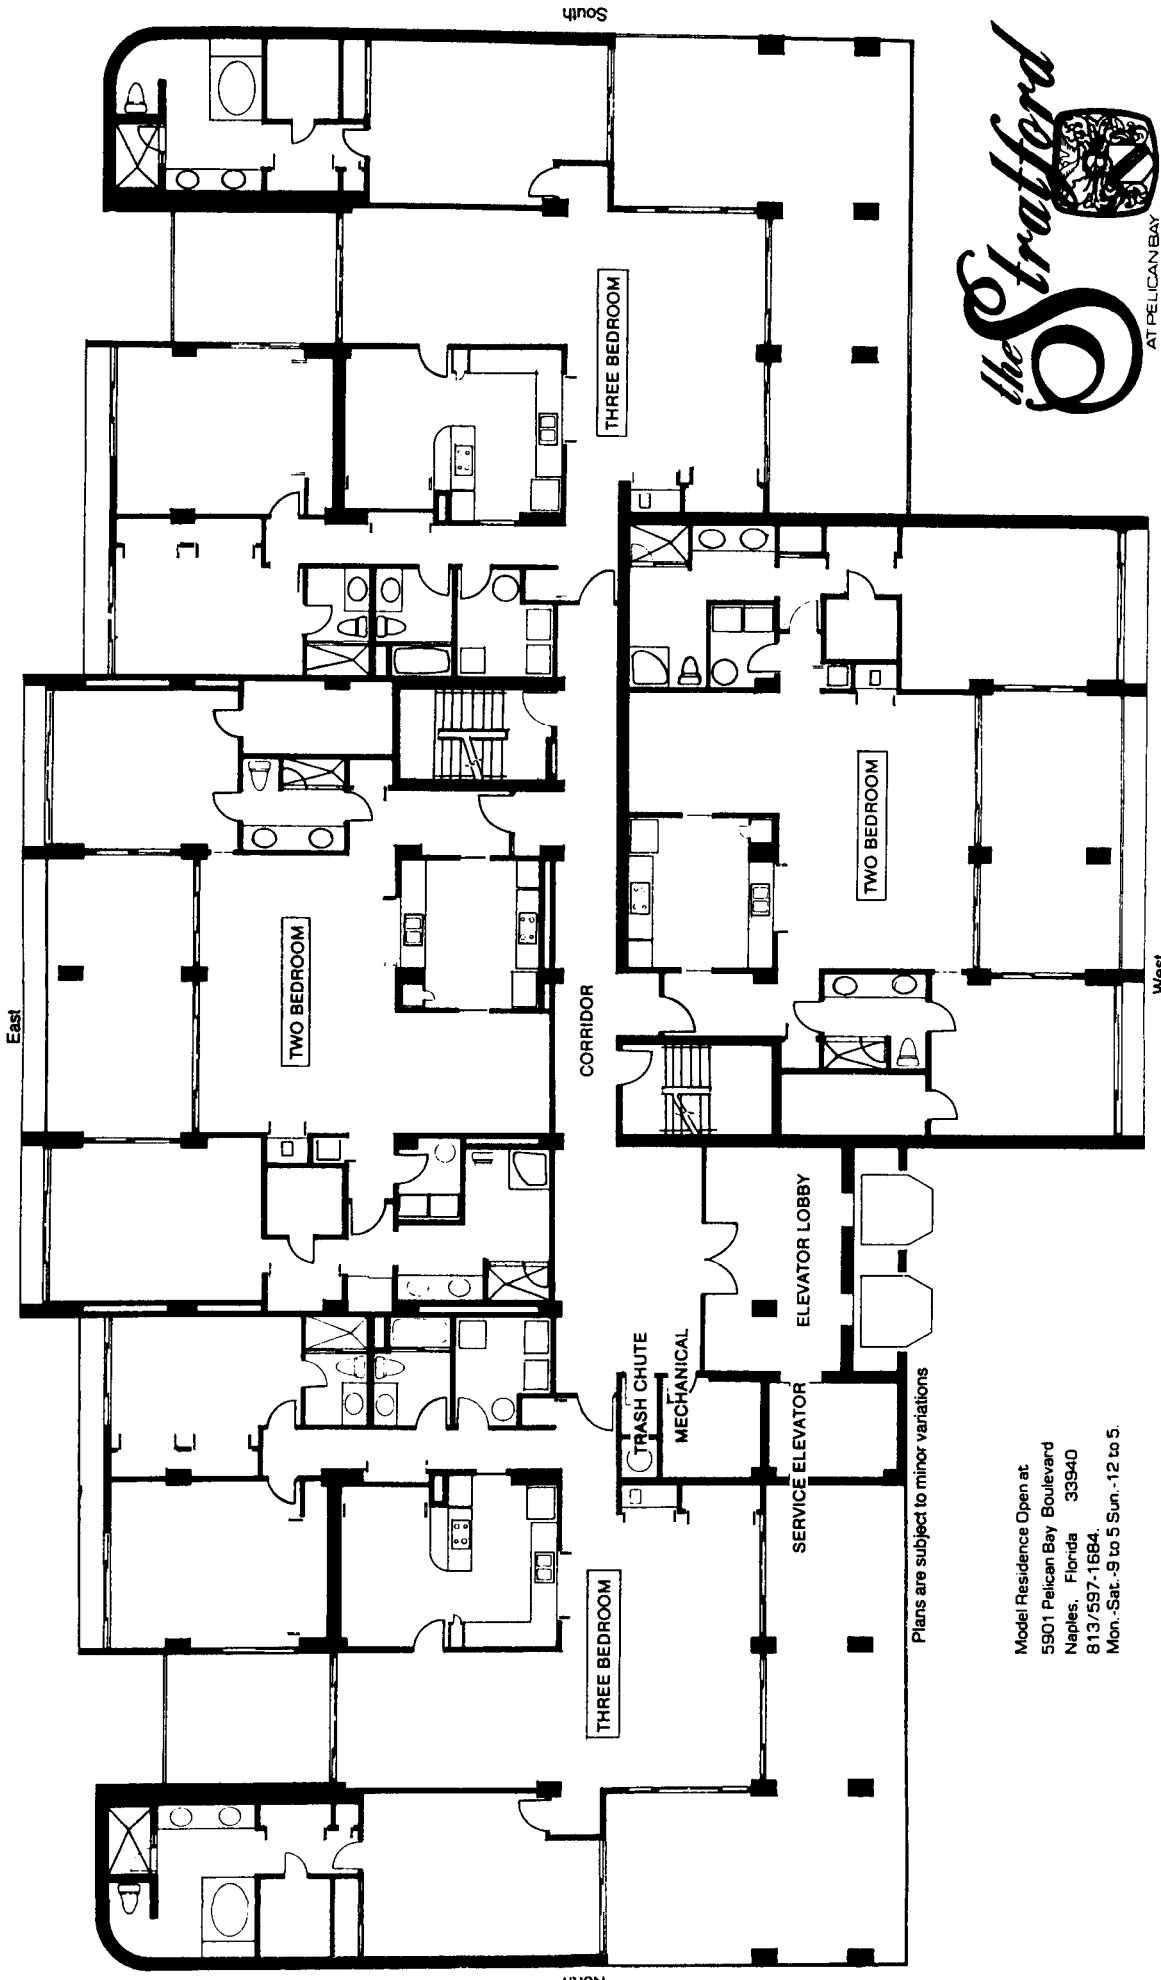 South
the Stratford
AT PELICAN BAY
THREE BEDROOM
TWO BEDROOM
East
TWO BEDROOM
CORRIDOR
West
ELEVATOR LOBBY
TRASH CHUTE
MECHANICAL
SERVICE ELEVATOR
THREE BEDROOM
Plans are subject to minor variations
Model Residence Open at
5901 Pelican Bay Boulevard
Naples, Florida 33940
813/597-1684.
Mon.-Sat.-9 to 5 Sun.-12 to 5.
North